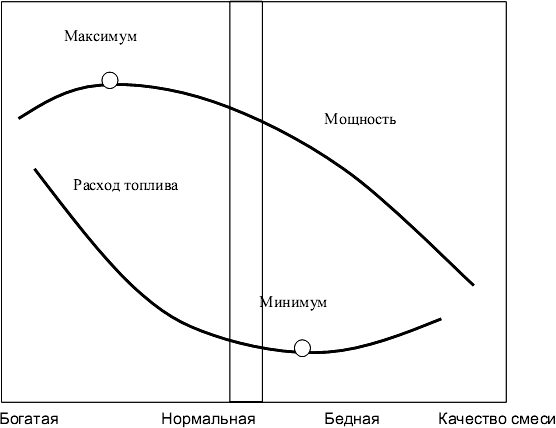 Максимум
Мощность
Расход топлива
Минимум
Богатая Нормальная Бедная Качество смеси